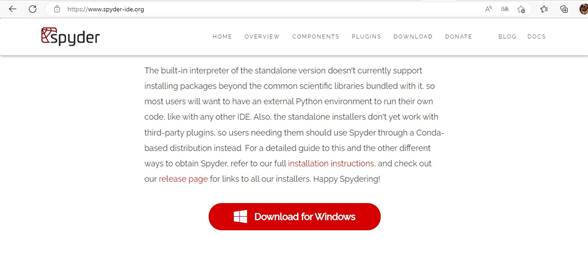 https://www.spyder-ide.org
spyder
HOME OVERVIEW COMPONENTS PLUGINS DOWNLOAD DONATE BLOG DOCS
The built-in interpreter of the standalone version doesn't currently support
installing packages beyond the common scientific libraries bundled with it, so
most users will want to have an external Python environment to run their own
code, like with any other IDE. Also, the standalone installers don't yet work with
third-party plugins, so users needing them should use Spyder through a Conda-
based distribution instead. For a detailed guide to this and the other different
ways to obtain Spyder, refer to our full installation instructions, and check out
our release page for links to all our installers. Happy Spydering!
Download for Windows